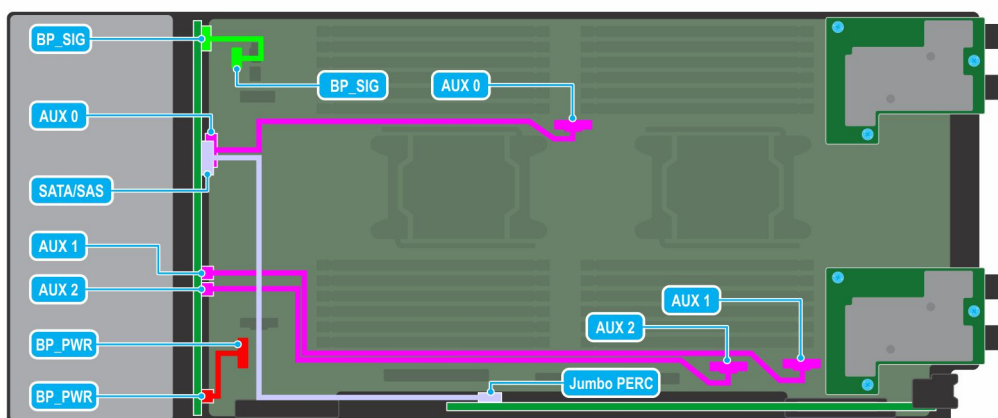 BP_SIG
BP_SIG
AUX 0
AUX 0
SATA/SAS
AUX 1
AUX 2
AUX 1
AUX 2
BP_PWR
Jumbo PERC
BP_PWR